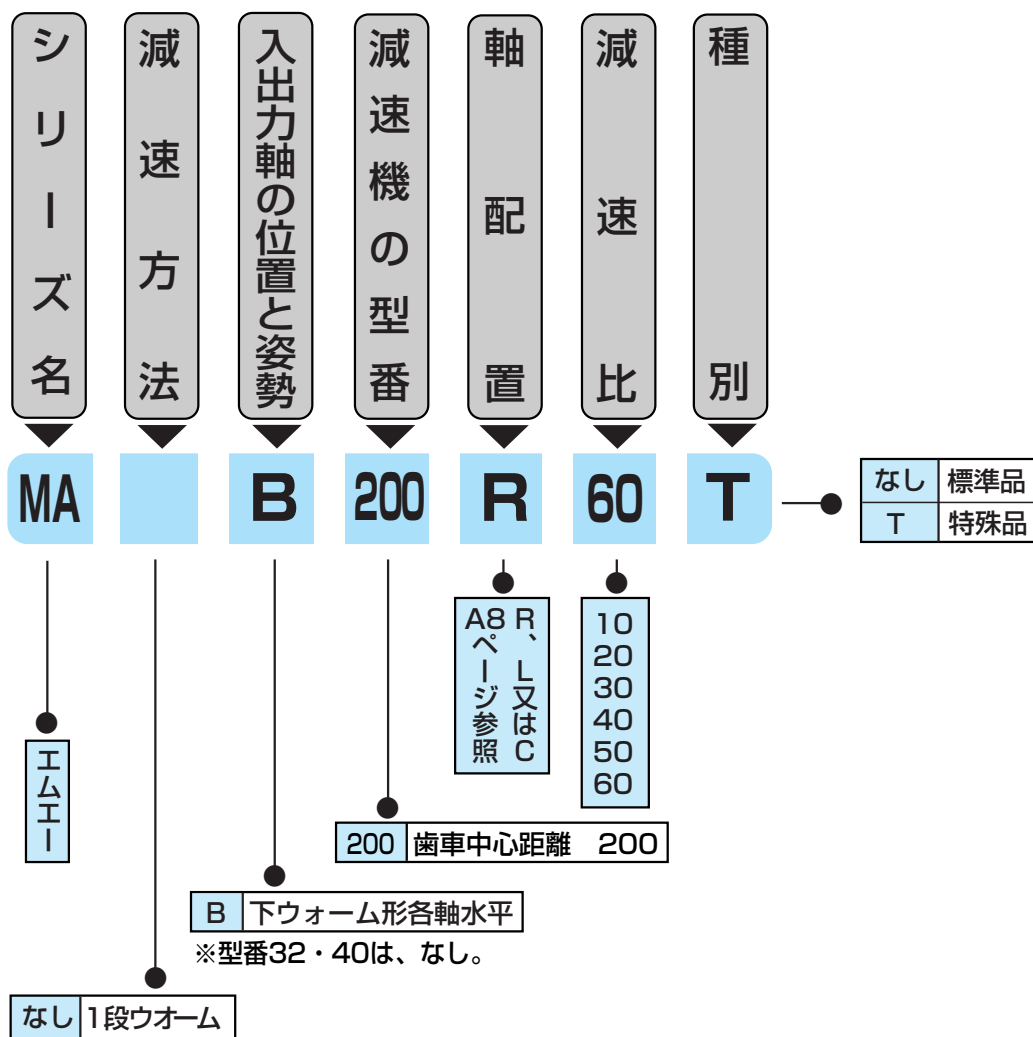 シリーズ名
減速方法
入出力軸の位置と姿勢
減速機の型番
軸配置
減速比
種別
MA
B
200
R
60
T
なし 標準品
T 特殊品
R、L又はC
A8ページ参照
10
20
30
40
50
60
エムエー
200 歯車中心距離 200
B 下ウォーム形各軸水平
※型番32・40は、なし。
なし 1段ウオーム